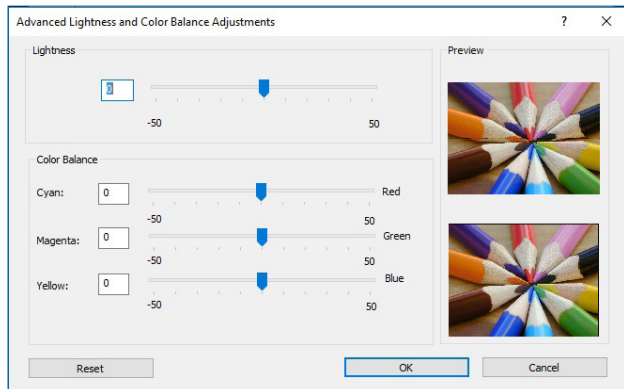 Advanced Lightness and Color Balance Adjustments
Lightness
0
-50 50
Color Balance
Cyan: 0 Red
-50 50
Magenta: 0 Green
-50 50
Yellow: 0 Blue
-50 50
Preview
Reset OK Cancel